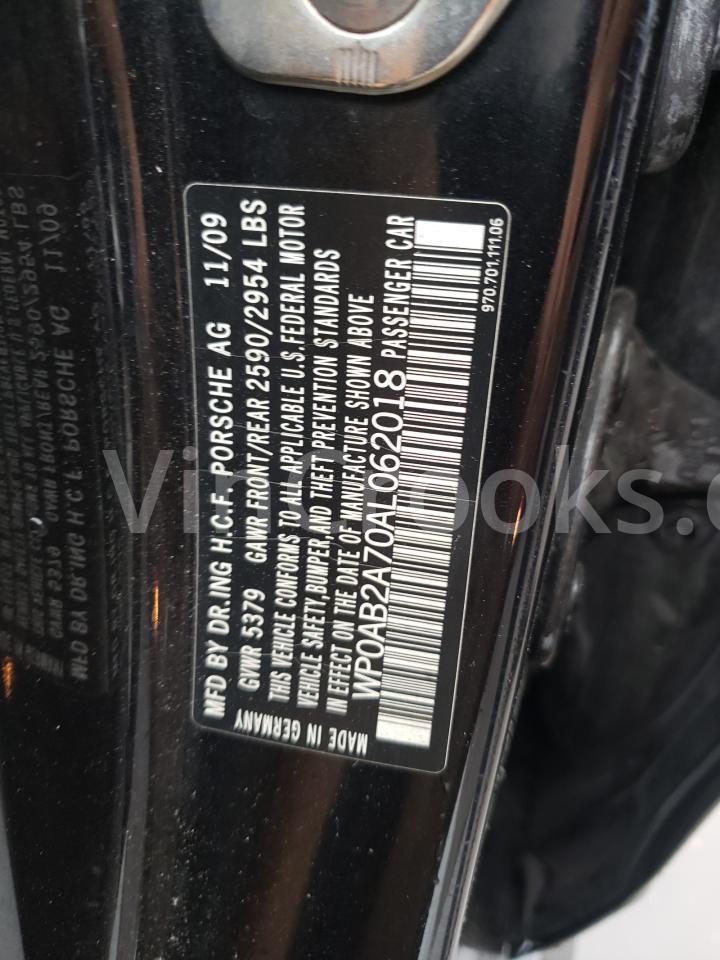 MFD BY DR.ING H.C.F. PORSCHE AG 11/09
GVWR 5379 GAWR FRONT/REAR 2590/2954 LBS
THIS VEHICLE CONFORMS TO ALL APPLICABLE U.S.FEDERAL MOTOR
VEHICLE SAFETY,BUMPER,AND THEFT PREVENTION STANDARDS
IN EFFECT ON THE DATE OF MANUFACTURE SHOWN ABOVE
WP0AB2A70AL062018 PASSENGER CAR
MADE IN GERMANY
970.701.111.06
VinCrooks.c